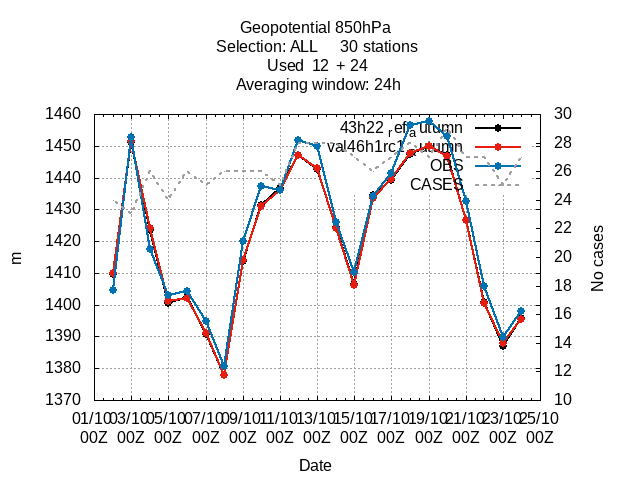 Geopotential 850hPa
Selection: ALL 30 stations
Used 12 + 24
Averaging window: 24h
43h22_ref_autumn
val46h1rc1_autumn
OBS
CASES
m
1460
1450
1440
1430
1420
1410
1400
1390
1380
1370
No cases
30
28
26
24
22
20
18
16
14
12
10
01/10 03/10 05/10 07/10 09/10 11/10 13/10 15/10 17/10 19/10 21/10 23/10 25/10
00Z 00Z 00Z 00Z 00Z 00Z 00Z 00Z 00Z 00Z 00Z 00Z 00Z
Date